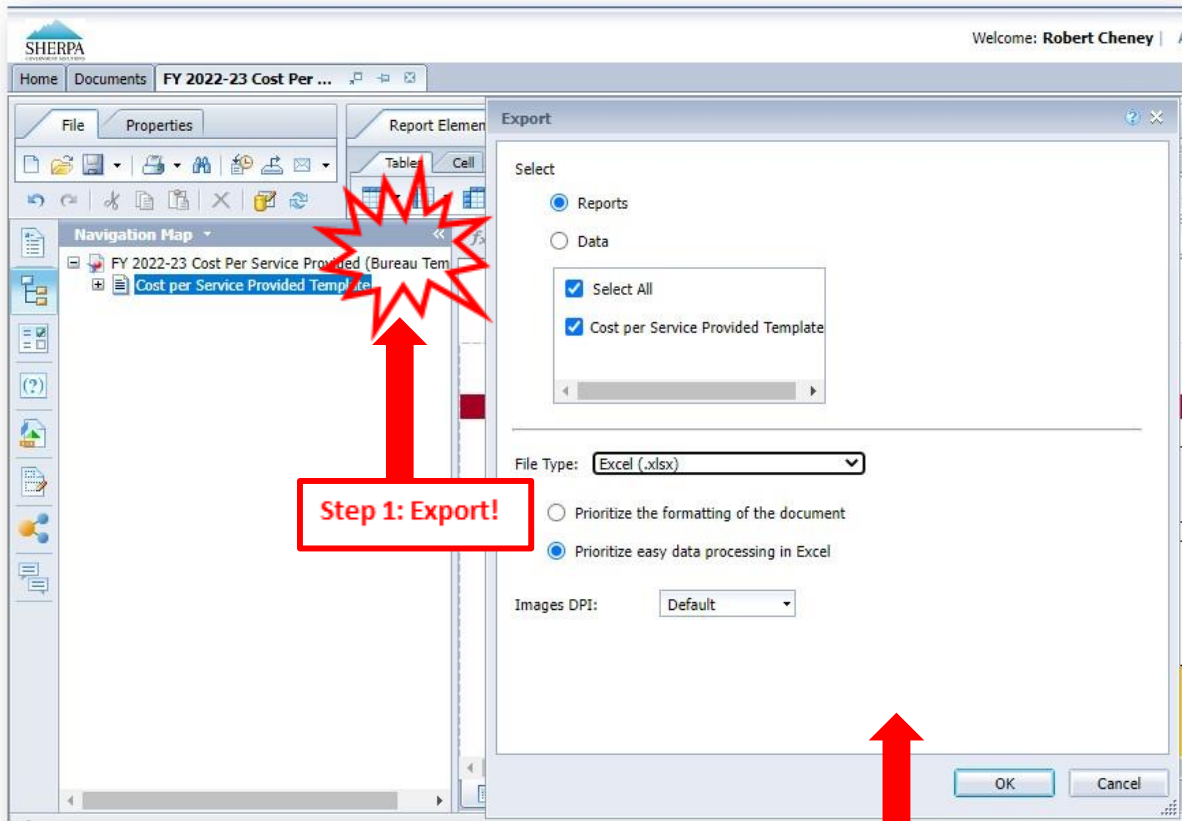 SHERPA
Welcome: Robert Cheney |
Home Documents FY 2022-23 Cost Per ...
File Properties
Report Elemen
Tables Cell
Navigation Map
FY 2022-23 Cost Per Service Provided (Bureau Tem
Cost per Service Provided Template
Step 1: Export!
Export
Select
Reports
Data
Select All
Cost per Service Provided Template
File Type: Excel (.xlsx)
Prioritize the formatting of the document
Prioritize easy data processing in Excel
Images DPI: Default
OK Cancel